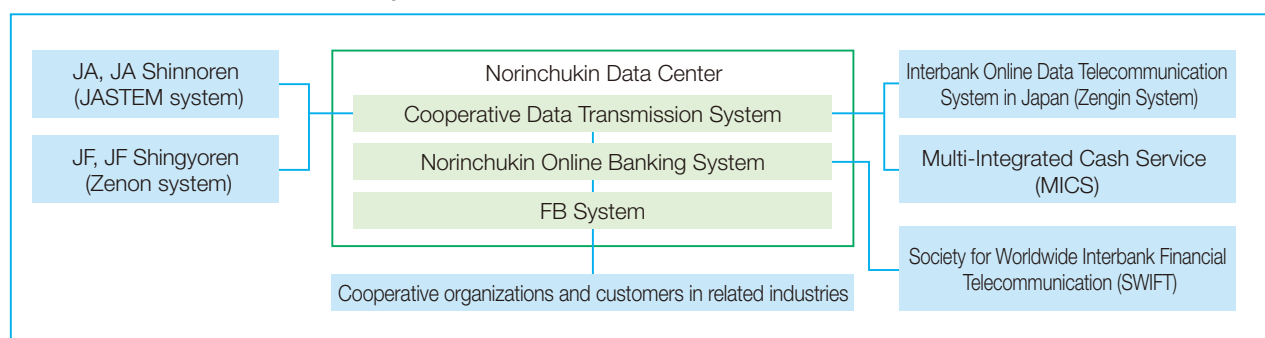 JA, JA Shinnoren
(JASTEM system)
JF, JF Shingyoren
(Zenon system)
Norinchukin Data Center
Cooperative Data Transmission System
Norinchukin Online Banking System
FB System
Cooperative organizations and customers in related industries
Interbank Online Data Telecommunication
System in Japan (Zengin System)
Multi-Integrated Cash Service
(MICS)
Society for Worldwide Interbank Financial
Telecommunication (SWIFT)